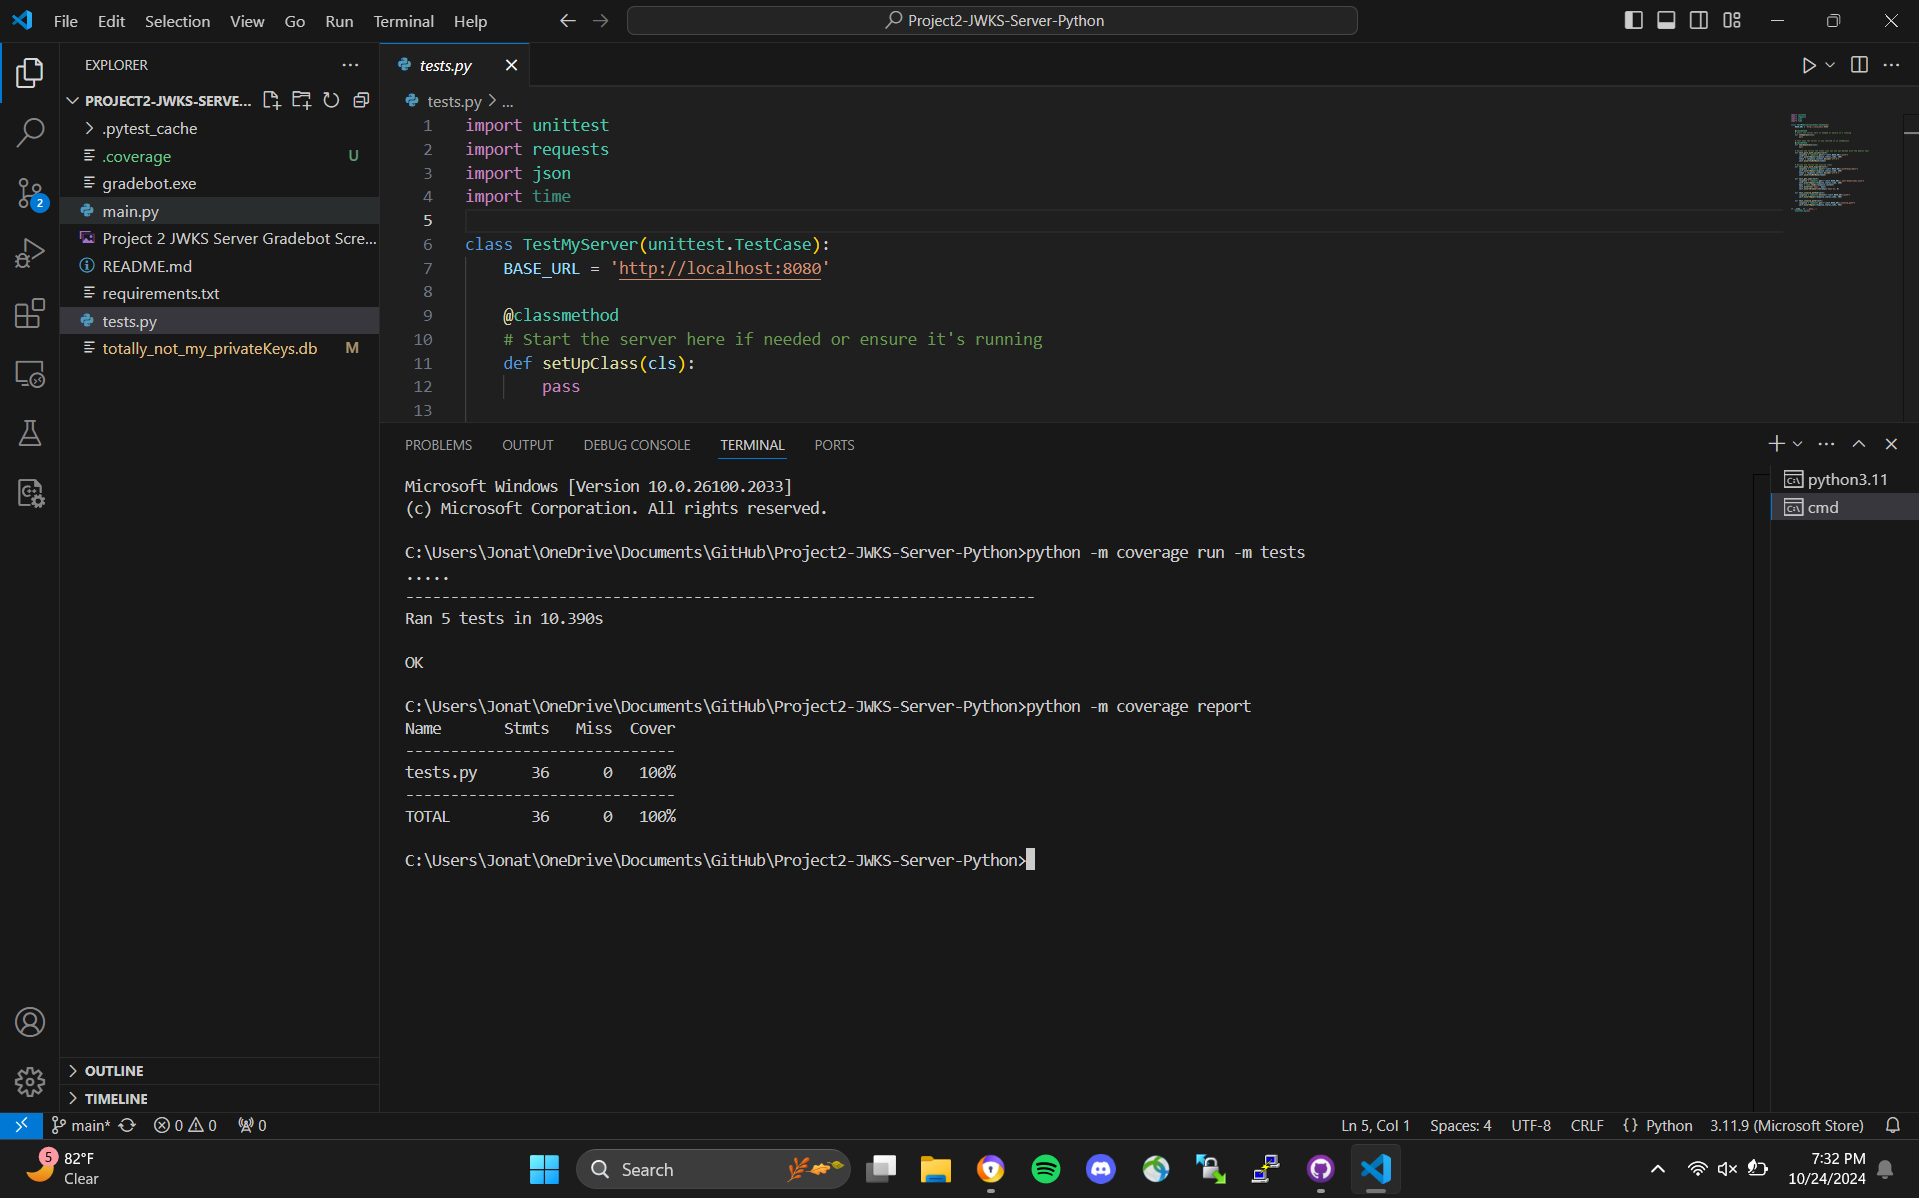 File Edit Selection View Go Run Terminal Help
Project2-JWKS-Server-Python
EXPLORER
PROJECT2-JWKS-SERVE...
.pytest_cache
.coverage U
gradebot.exe
main.py
Project 2 JWKS Server Gradebot Scre...
README.md
requirements.txt
tests.py
totally_not_my_privateKeys.db M
2
OUTLINE
TIMELINE
tests.py
tests.py > ...
1 import unittest
2 import requests
3 import json
4 import time
5
6 class TestMyServer(unittest.TestCase):
7 BASE_URL = 'http://localhost:8080'
8
9 @classmethod
10 # Start the server here if needed or ensure it's running
11 def setUpClass(cls):
12 pass
13
PROBLEMS OUTPUT DEBUG CONSOLE TERMINAL PORTS
python3.11
cmd
Microsoft Windows [Version 10.0.26100.2033]
(c) Microsoft Corporation. All rights reserved.
C:\Users\Jonat\OneDrive\Documents\GitHub\Project2-JWKS-Server-Python>python -m coverage run -m tests
.....
----------------------------------------------------------------------
Ran 5 tests in 10.390s
OK
C:\Users\Jonat\OneDrive\Documents\GitHub\Project2-JWKS-Server-Python>python -m coverage report
Name Stmts Miss Cover
------------------------------
tests.py 36 0 100%
------------------------------
TOTAL 36 0 100%
C:\Users\Jonat\OneDrive\Documents\GitHub\Project2-JWKS-Server-Python>
main* 0 0 0
Ln 5, Col 1 Spaces: 4 UTF-8 CRLF {} Python 3.11.9 (Microsoft Store)
5
82°F
Clear
Search
7:32 PM
10/24/2024